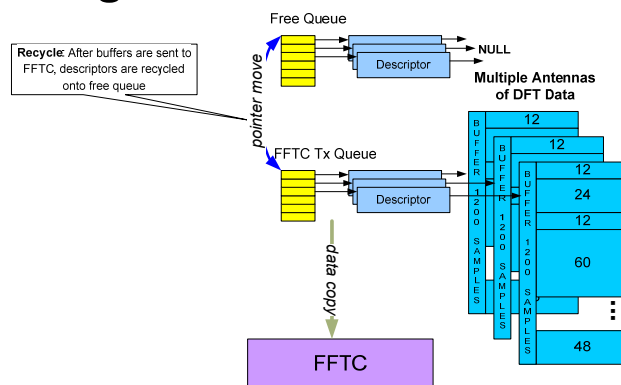 Free Queue
Recycle: After buffers are sent to
FFTC, descriptors are recycled
onto free queue
pointer move
Descriptor
NULL
Multiple Antennas
of DFT Data
FFTC Tx Queue
Descriptor
data copy
FFTC
BUFFER 1200 SAMPLES
12
BUFFER 1200 SAMPLES
12
BUFFER 1200 SAMPLES
12
24
12
60
48